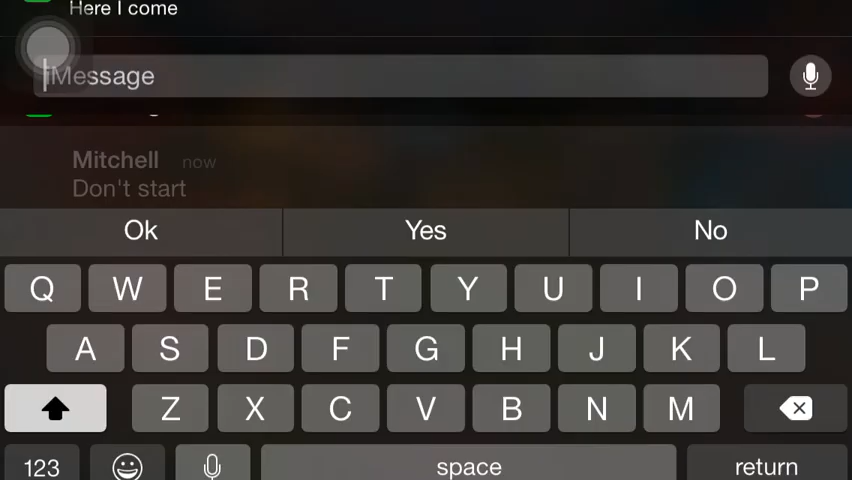 Here I come
iMessage
Mitchell now
Don't start
Ok Yes No
Q W E R T Y U I O P
A S D F G H J K L
Z X C V B N M
123 space return